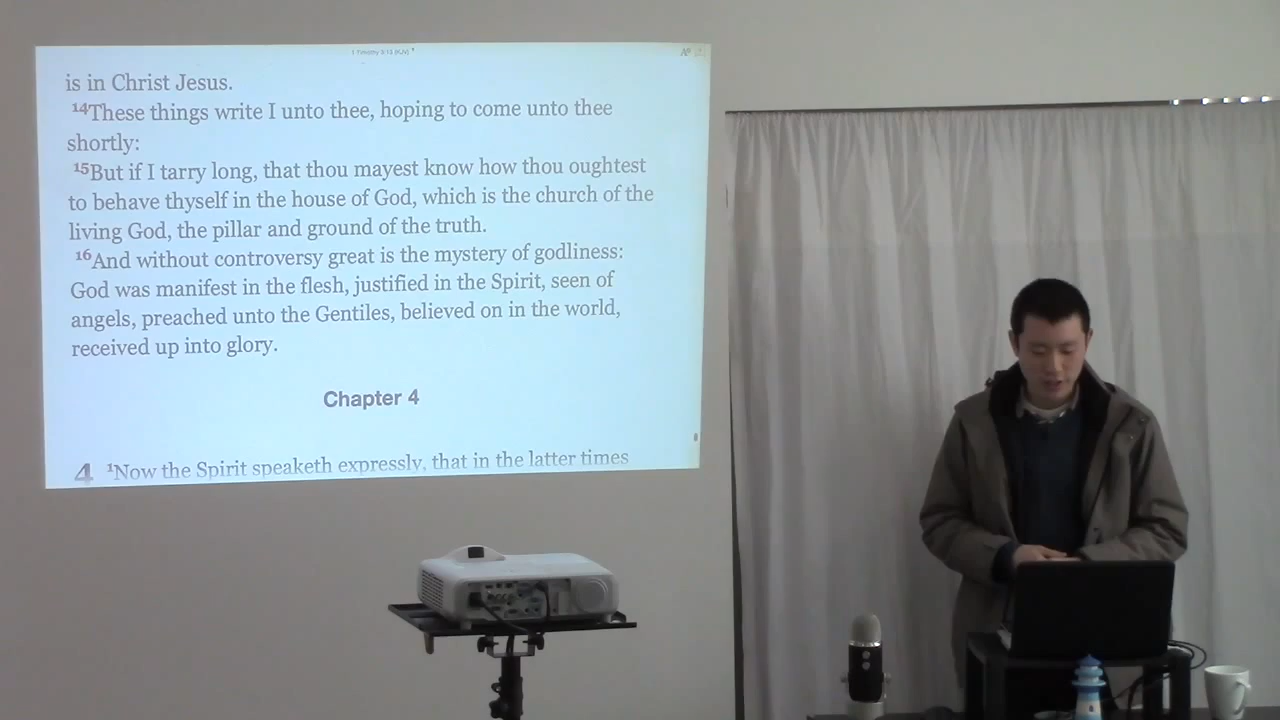 1 Timothy 3:13 (KJV)
is in Christ Jesus.
14These things write I unto thee, hoping to come unto thee
shortly:
15But if I tarry long, that thou mayest know how thou oughtest
to behave thyself in the house of God, which is the church of the
living God, the pillar and ground of the truth.
16And without controversy great is the mystery of godliness:
God was manifest in the flesh, justified in the Spirit, seen of
angels, preached unto the Gentiles, believed on in the world,
received up into glory.
Chapter 4
4 1Now the Spirit speaketh expressly, that in the latter times